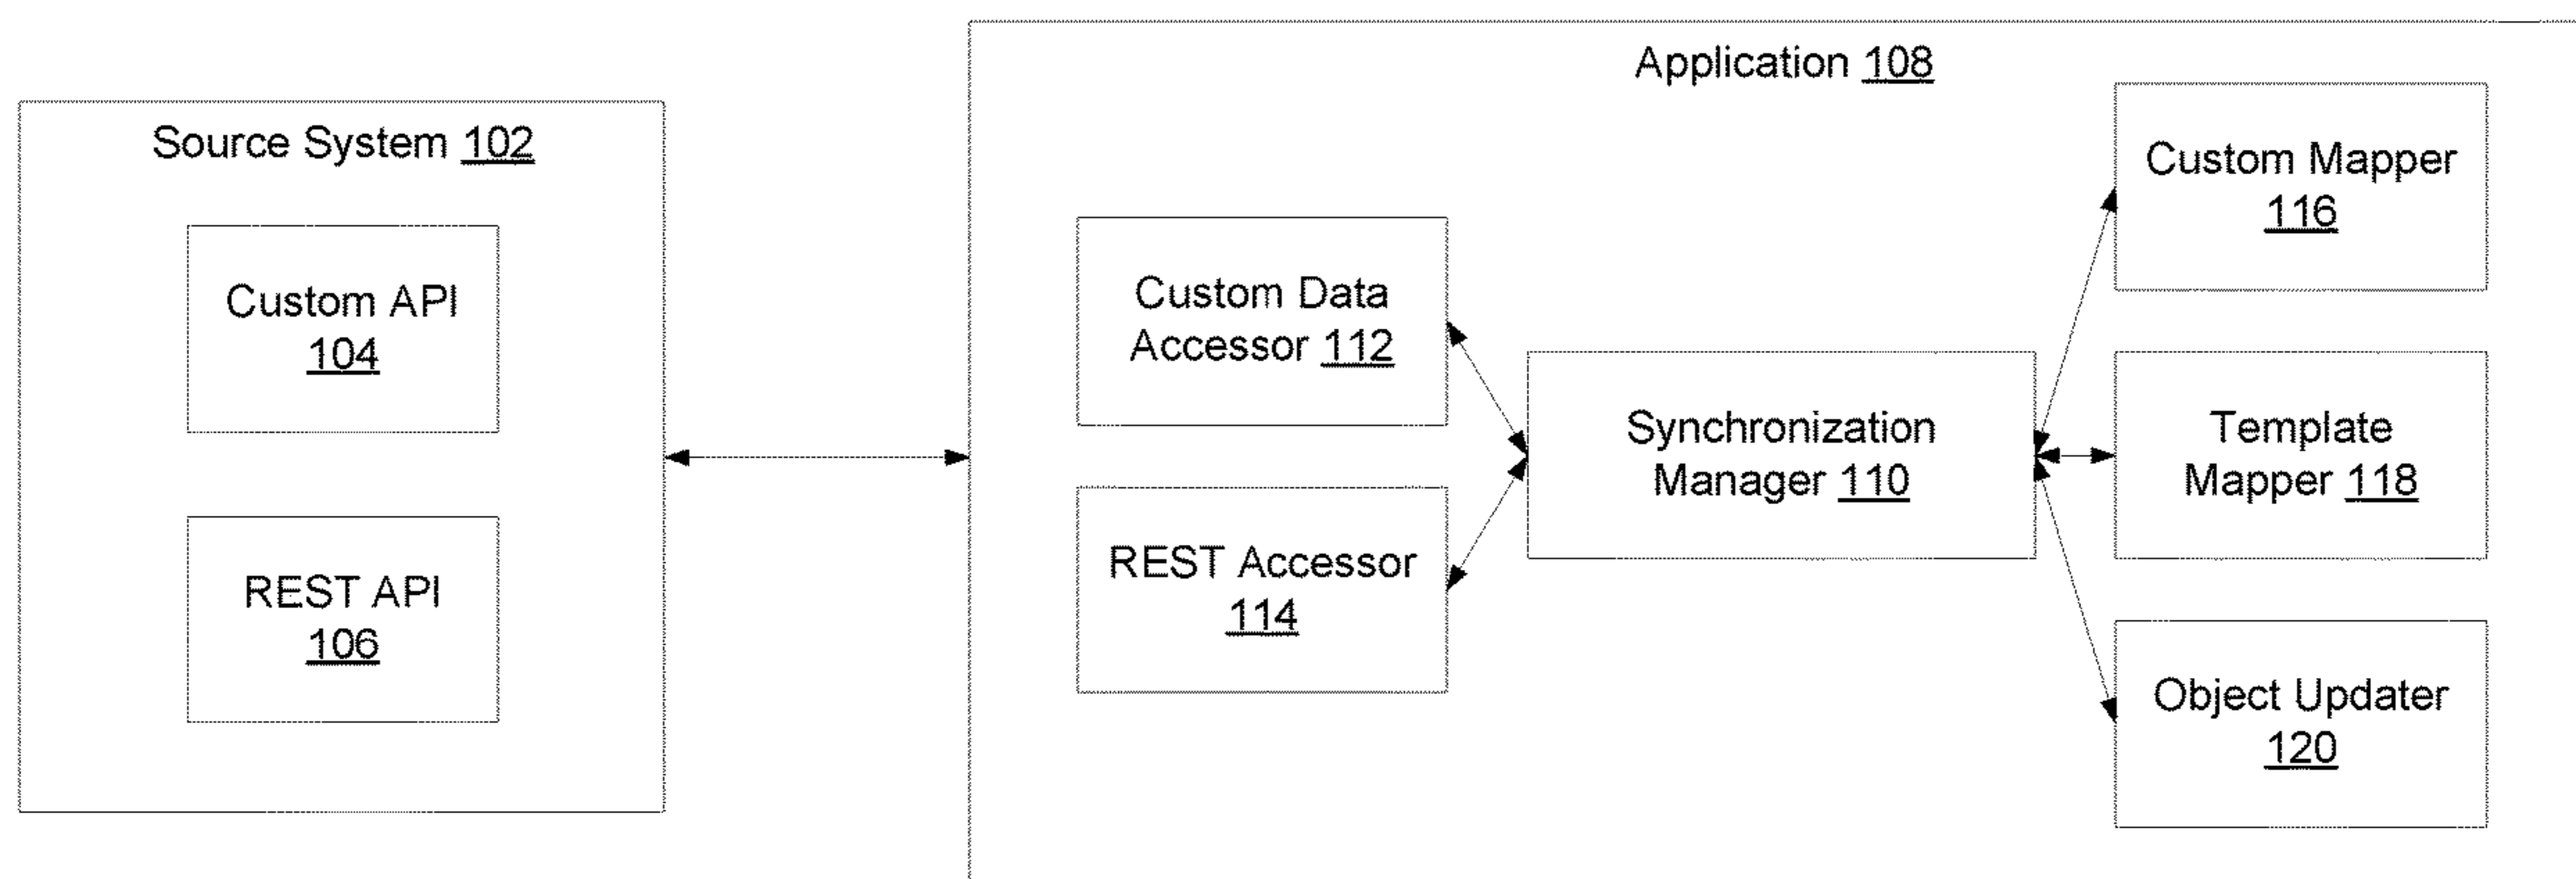 Source System 102
Custom API
104
REST API
106
Application 108
Custom Data
Accessor 112
REST Accessor
114
Synchronization
Manager 110
Custom Mapper
116
Template
Mapper 118
Object Updater
120